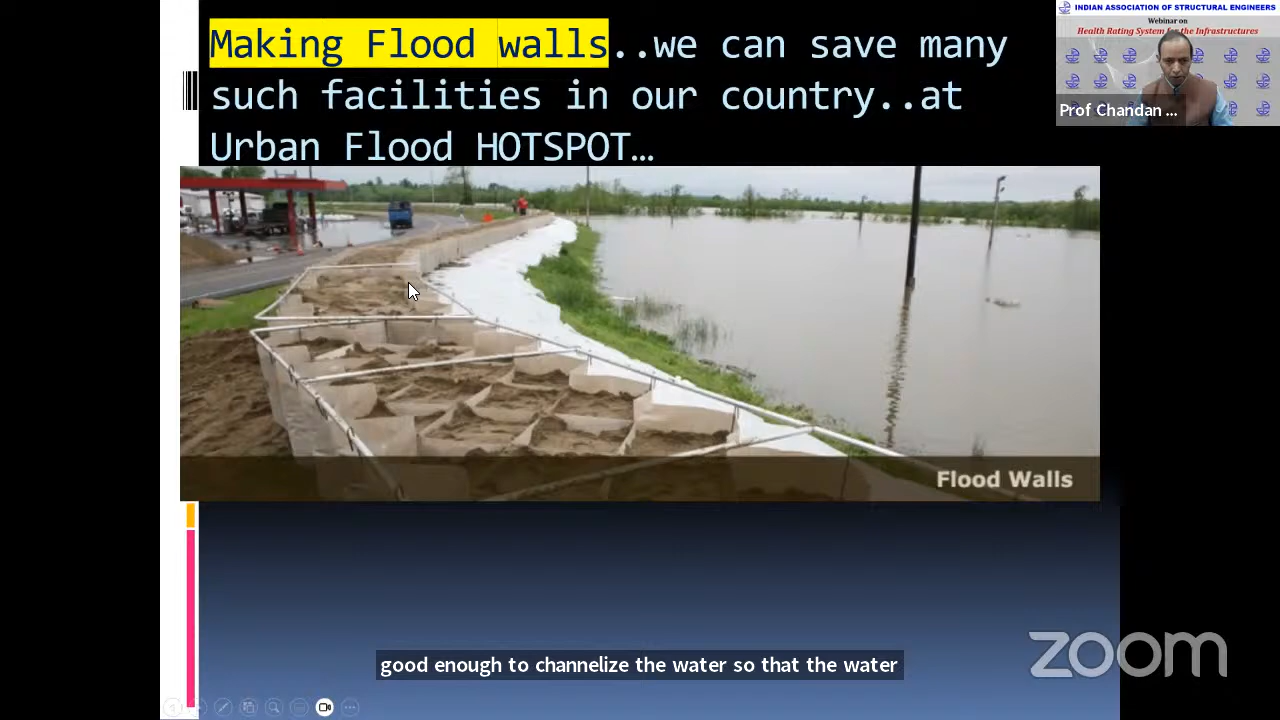 Making Flood walls..we can save many
such facilities in our country..at
Urban Flood HOTSPOT…
INDIAN ASSOCIATION OF STRUCTURAL ENGINEERS
Webinar on
Health Rating System for the Infrastructures
Prof Chandan ...
Flood Walls
good enough to channelize the water so that the water
zoom